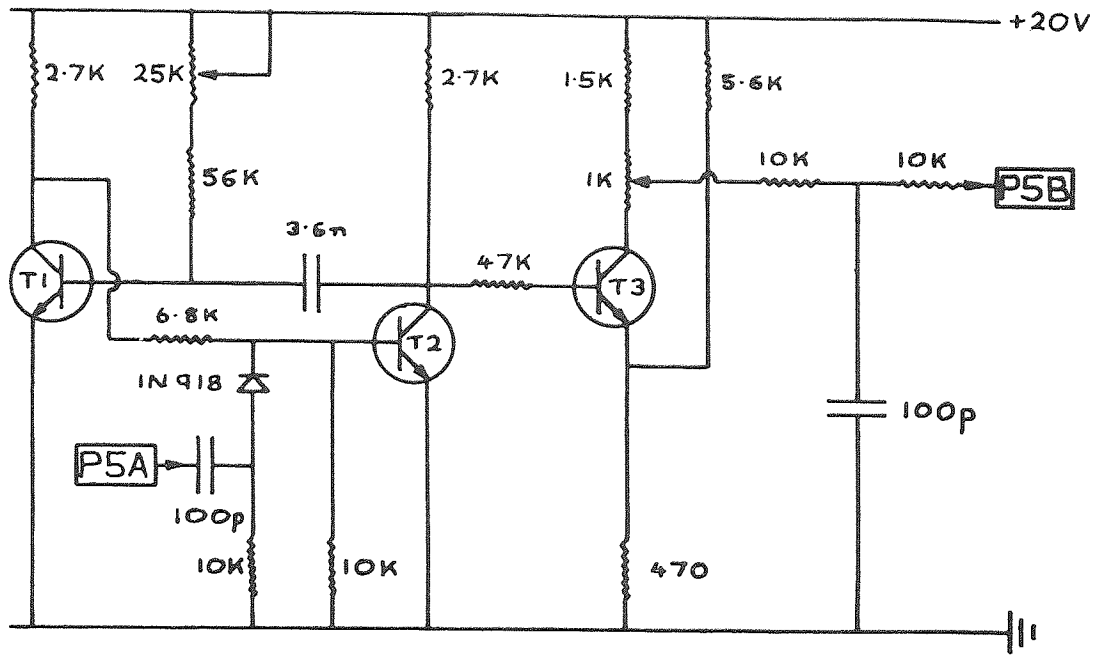 +20V
2.7K
25K
2.7K
1.5K
5.6K
56K
1K
10K
10K
P5B
3.6n
47K
T1
T3
6.8K
T2
1N918
100p
P5A
100p
10K
10K
470